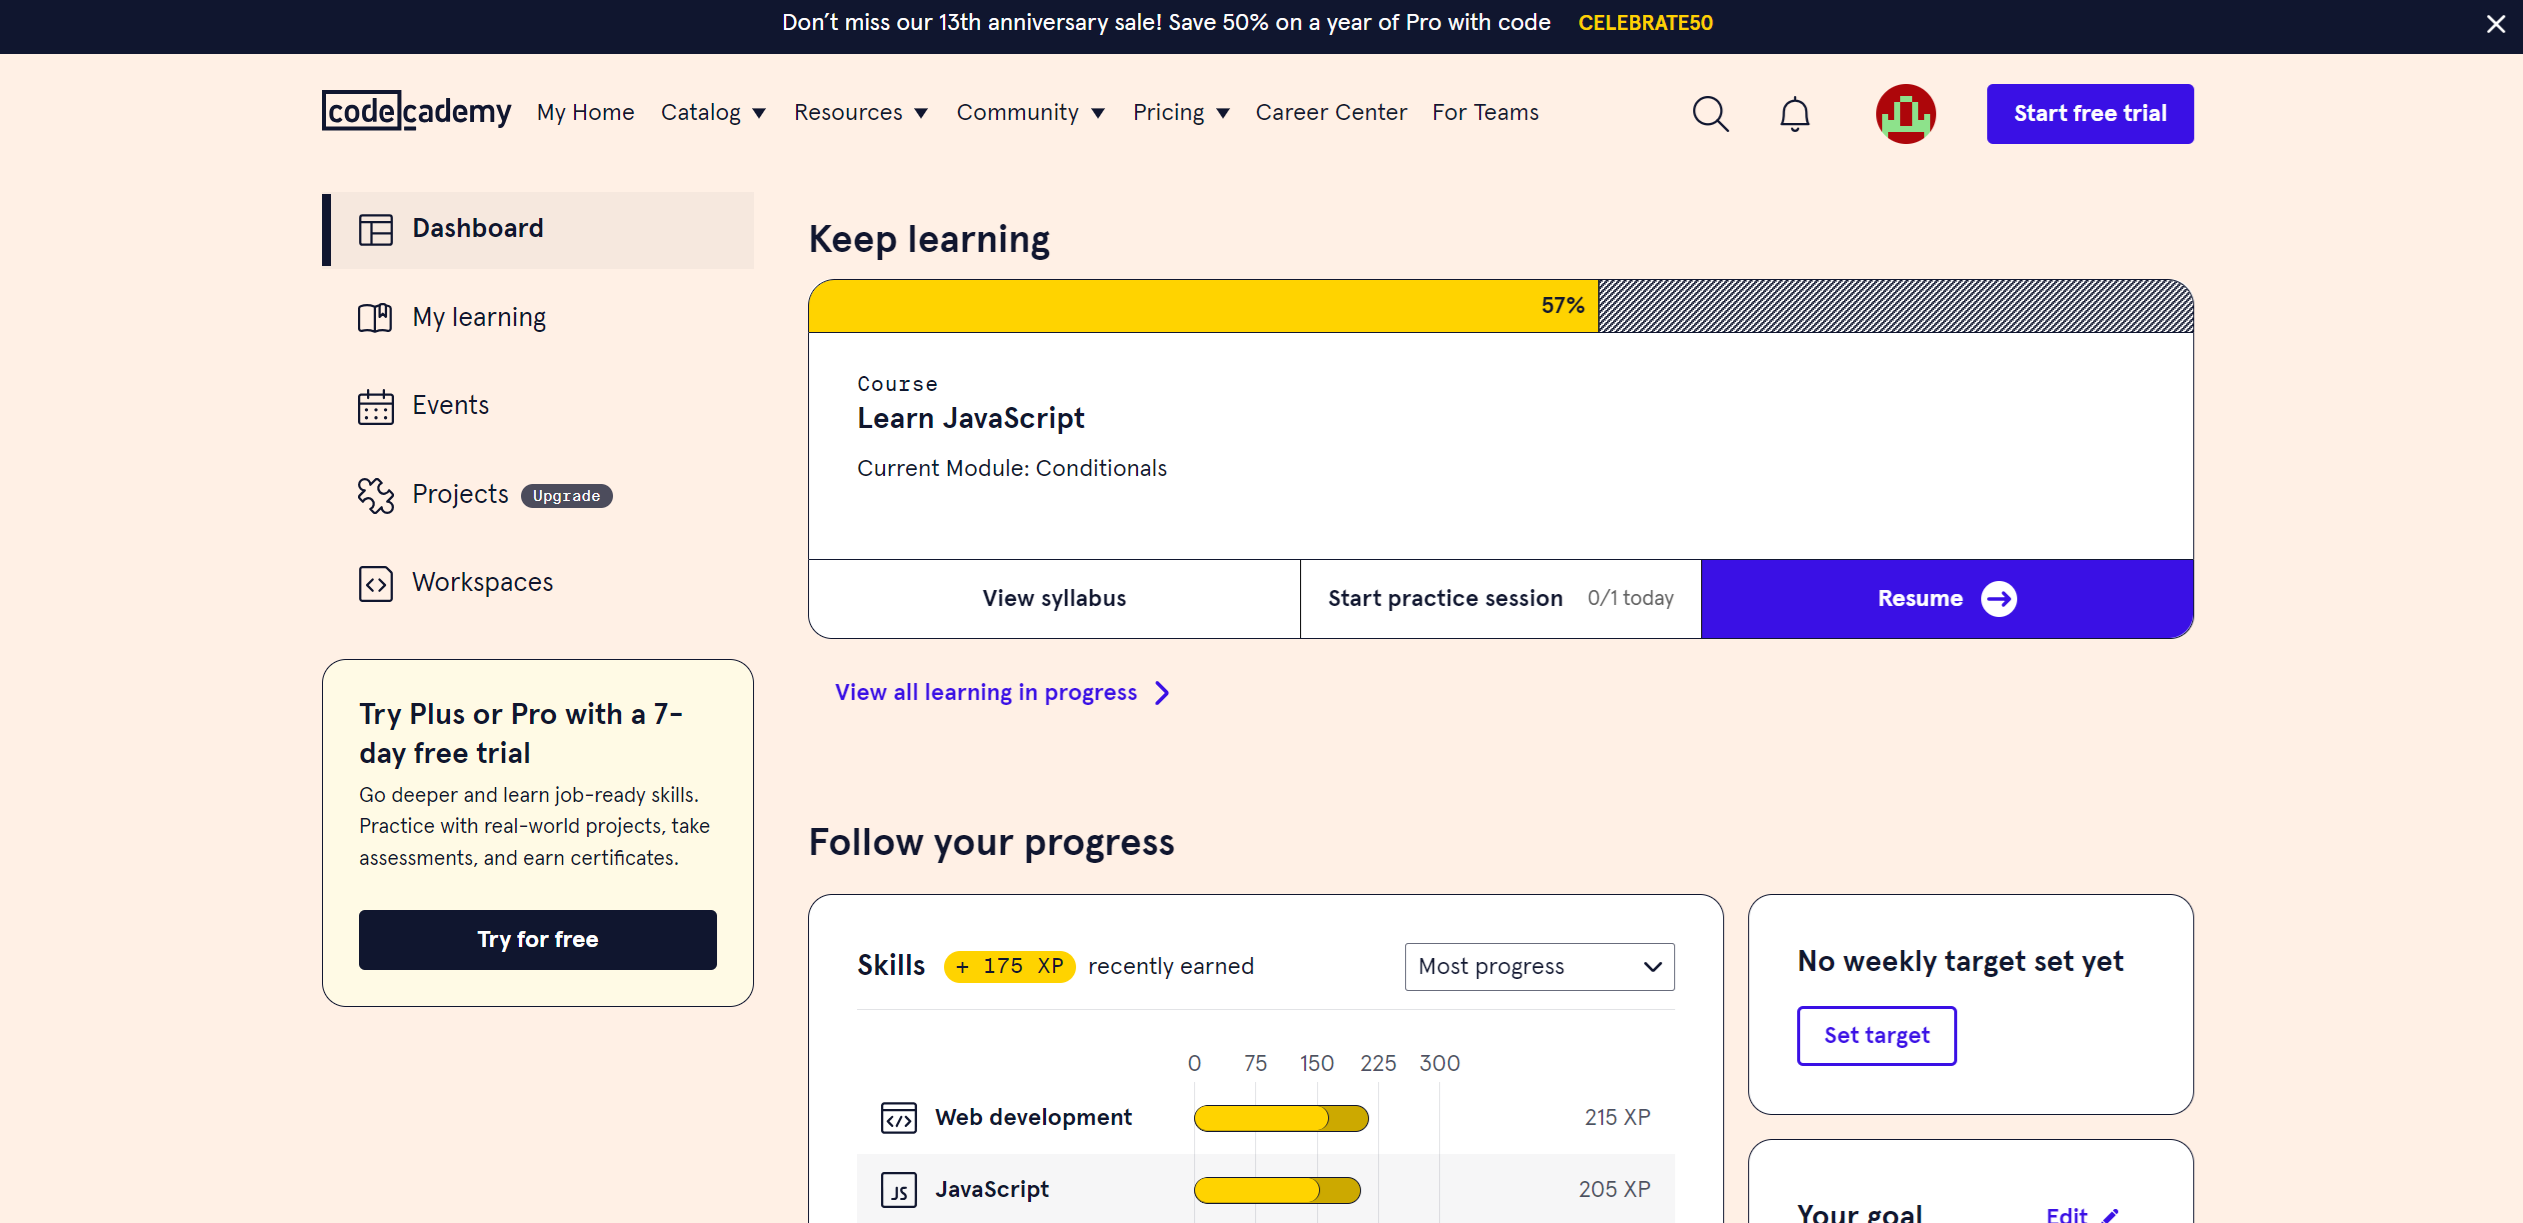 Don't miss our 13th anniversary sale! Save 50% on a year of Pro with code CELEBRATE50
codecademy My Home Catalog Resources Community Pricing Career Center For Teams Start free trial
Dashboard
My learning
Events
Projects Upgrade
Workspaces
Try Plus or Pro with a 7-
day free trial
Go deeper and learn job-ready skills.
Practice with real-world projects, take
assessments, and earn certificates.
Try for free
Keep learning
57%
Course
Learn JavaScript
Current Module: Conditionals
View syllabus
Start practice session 0/1 today
Resume
View all learning in progress
Follow your progress
Skills + 175 XP recently earned Most progress
0 75 150 225 300
Web development 215 XP
JS JavaScript 205 XP
No weekly target set yet
Set target
Your goal Edit